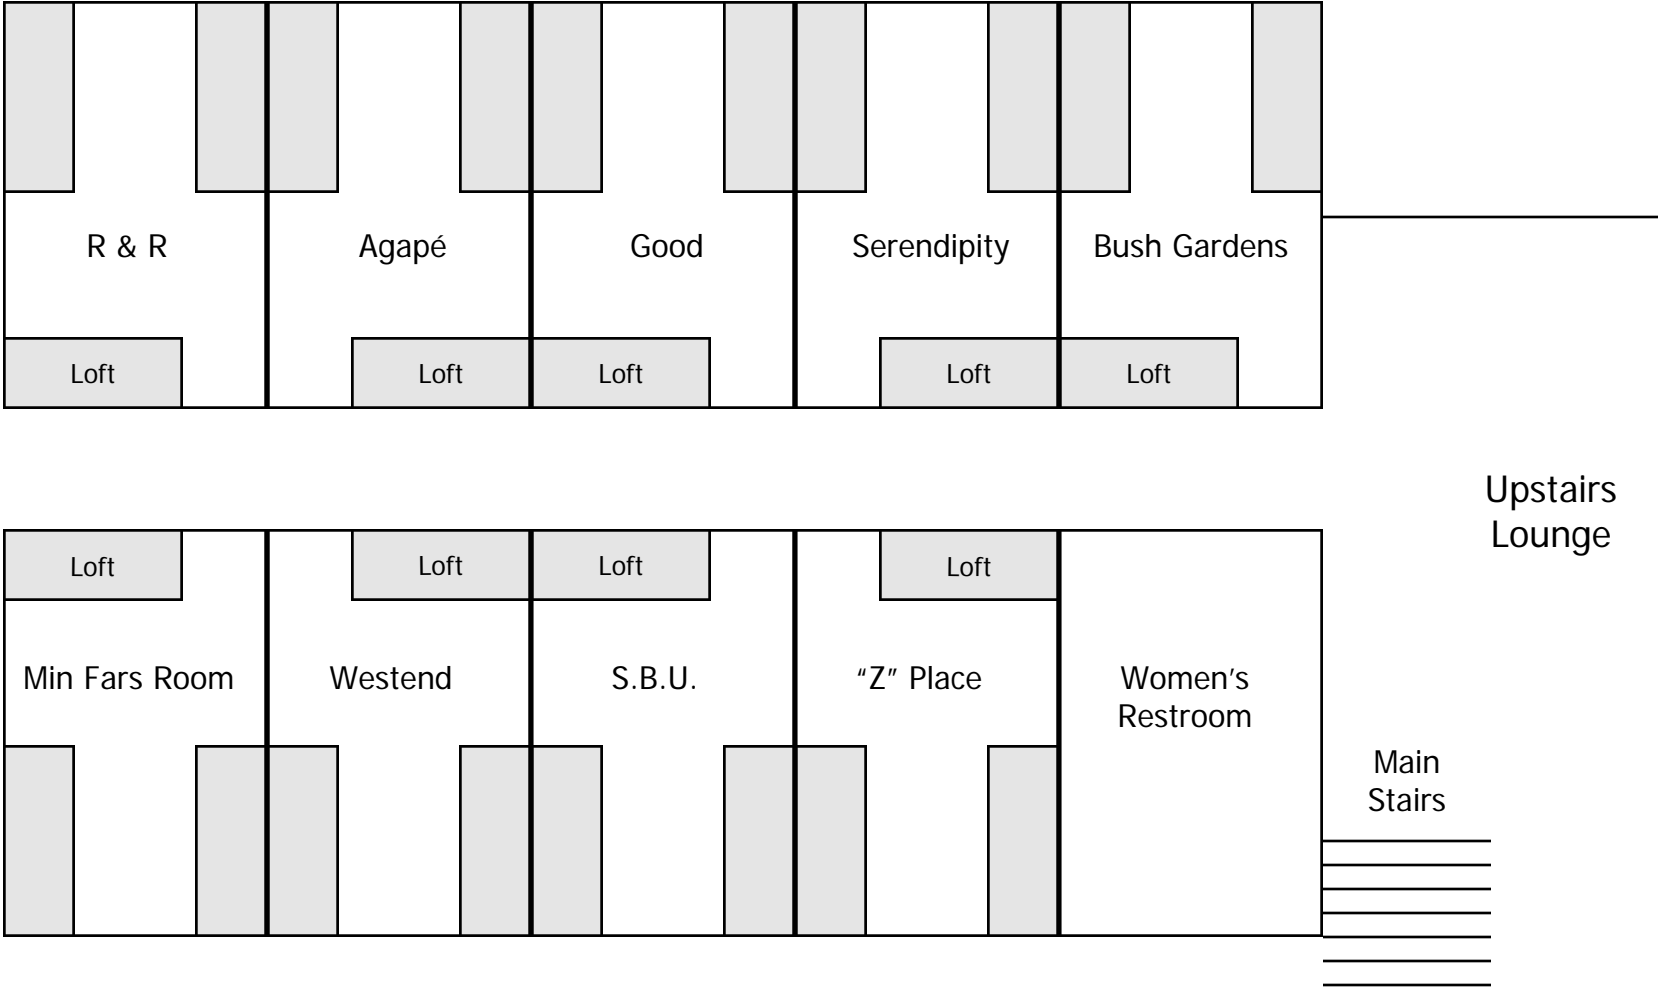 R & R
Agapé
Good
Serendipity
Bush Gardens
Loft
Loft
Loft
Loft
Loft
Upstairs
Lounge
Loft
Loft
Loft
Loft
Min Fars Room
Westend
S.B.U.
“Z” Place
Women's
Restroom
Main
Stairs